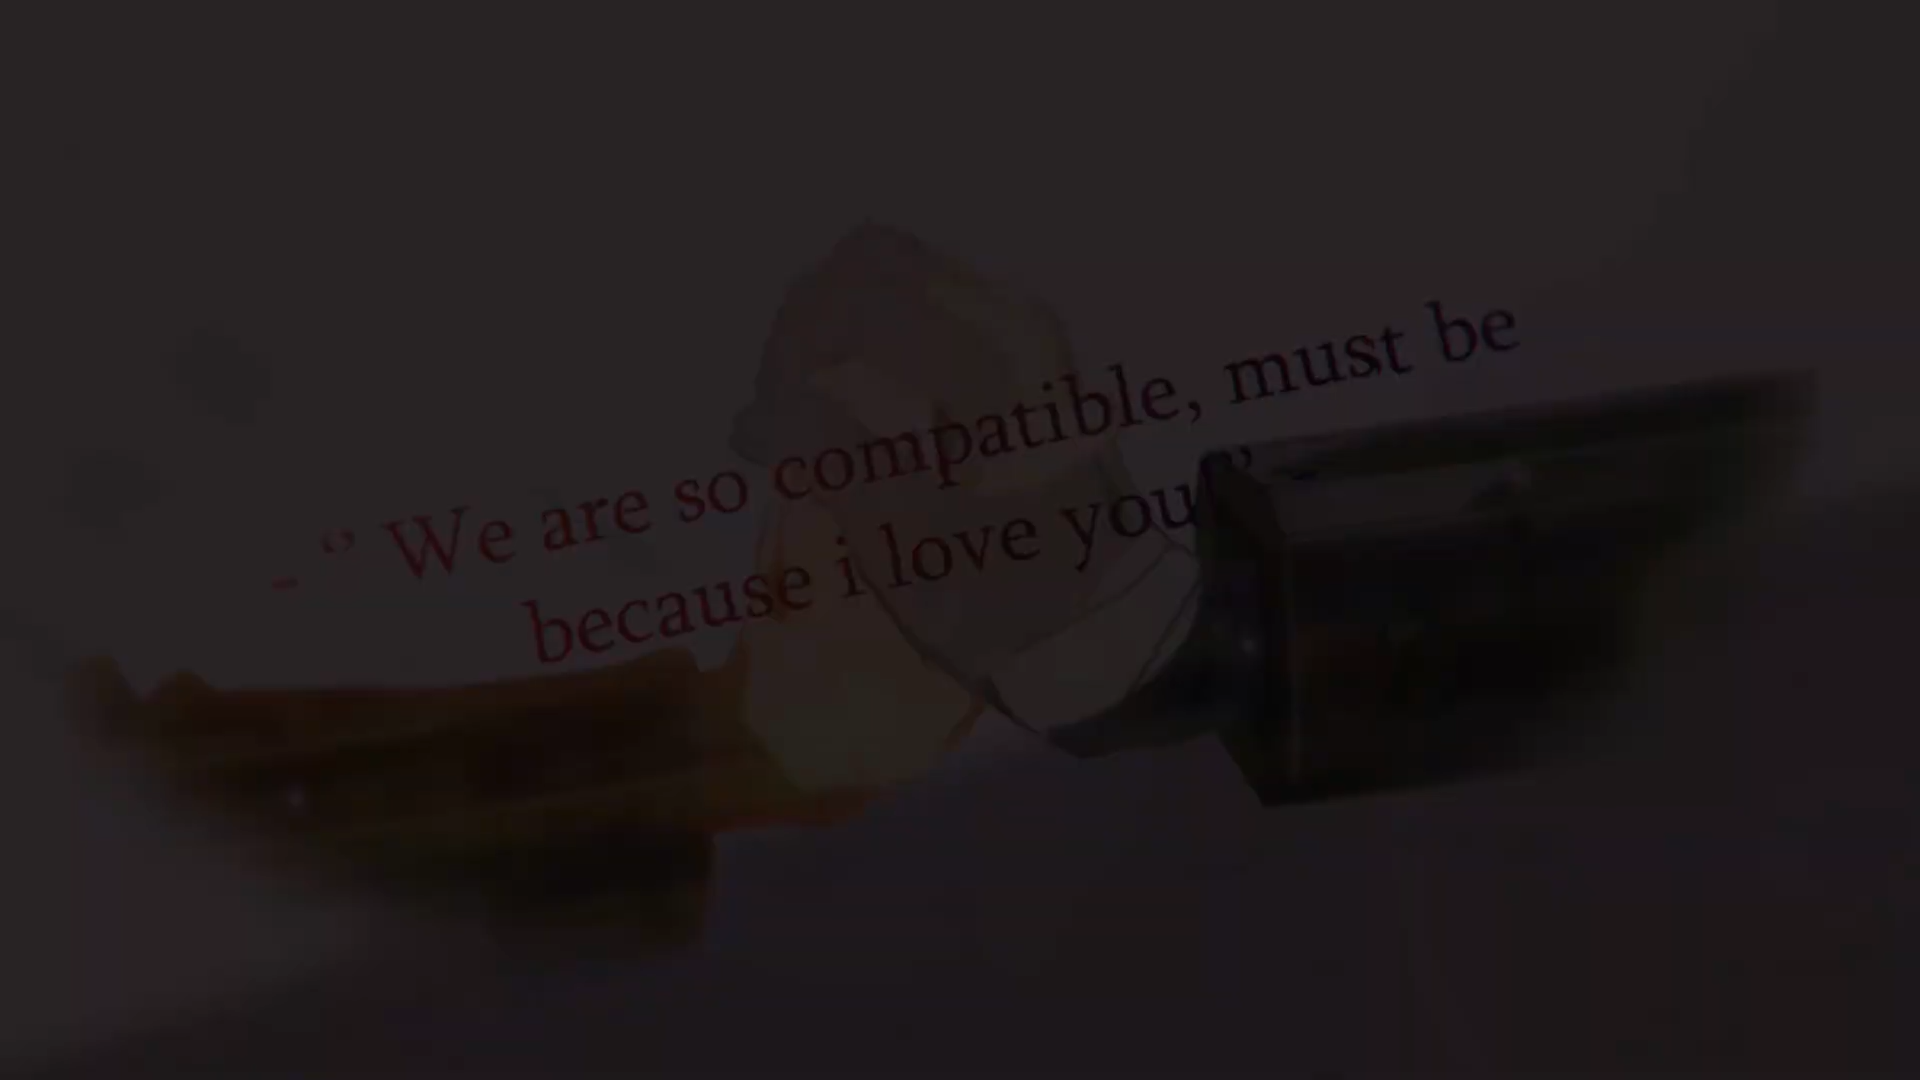 - “ We are so compatible, must be
because i love you! ” -